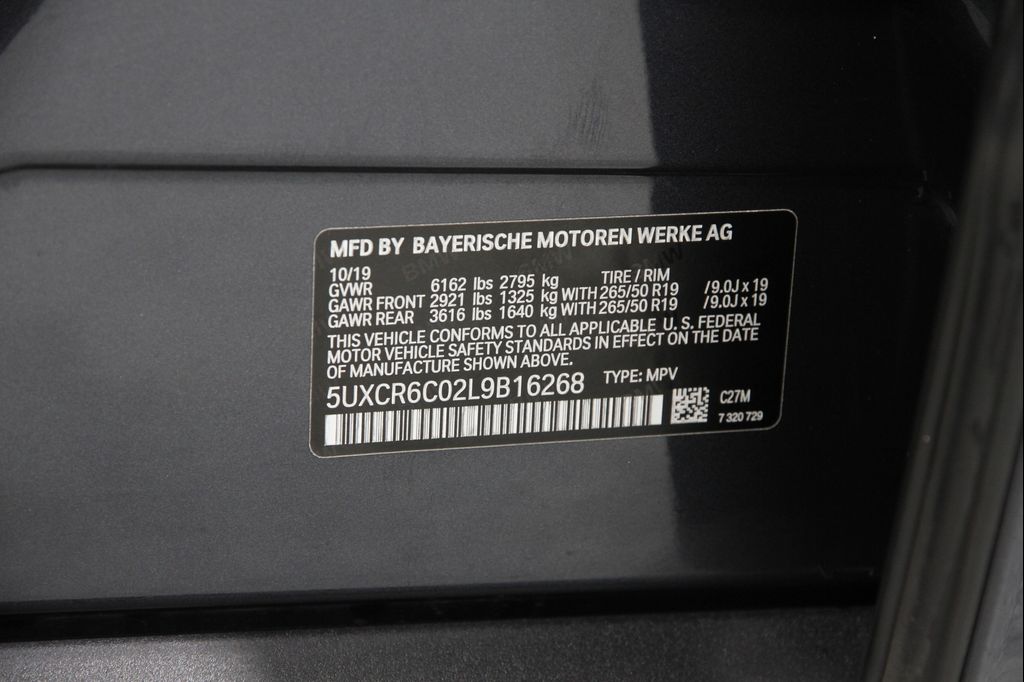 MFD BY BAYERISCHE MOTOREN WERKE AG
10/19
GVWR 6162 lbs 2795 kg TIRE / RIM
GAWR FRONT 2921 lbs 1325 kg WITH 265/50 R19 /9.0J x 19
GAWR REAR 3616 lbs 1640 kg WITH 265/50 R19 /9.0J x 19
THIS VEHICLE CONFORMS TO ALL APPLICABLE U. S. FEDERAL
MOTOR VEHICLE SAFETY STANDARDS IN EFFECT ON THE DATE
OF MANUFACTURE SHOWN ABOVE.
5UXCR6C02L9B16268 TYPE: MPV
C27M
7 320 729